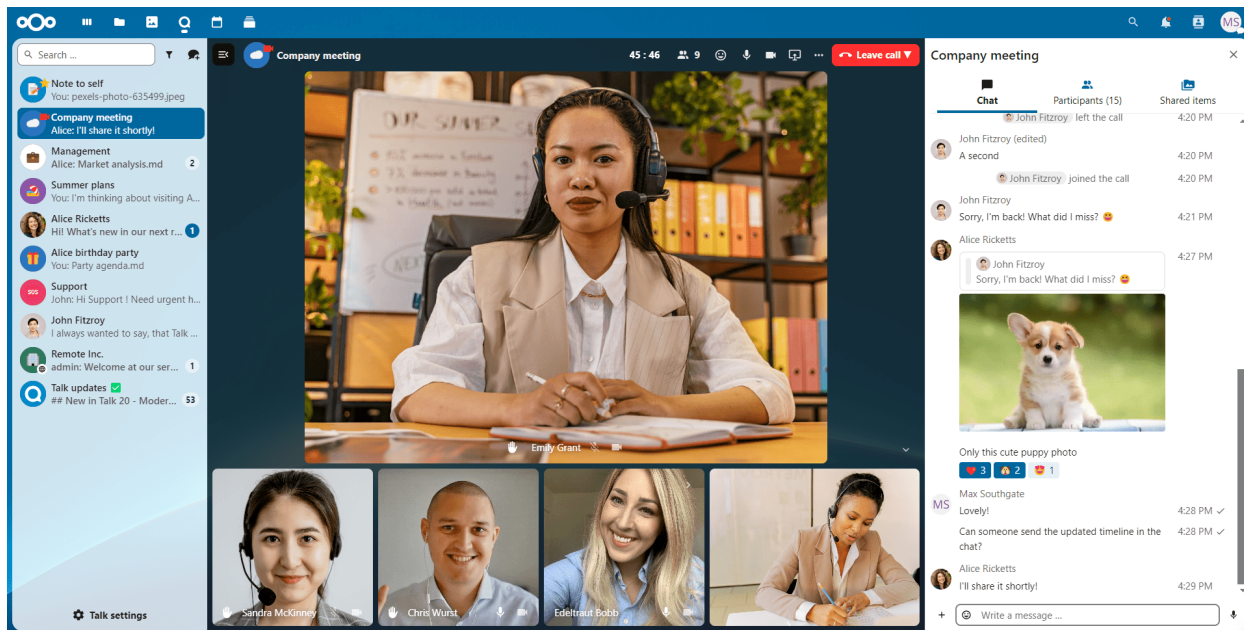 Search ...
Note to self
You: pexels-photo-635499.jpeg
Company meeting
Alice: I'll share it shortly!
Management
Alice: Market analysis.md 2
Summer plans
You: I'm thinking about visiting A...
Alice Ricketts
Hi! What's new in our next r... 1
Alice birthday party
You: Party agenda.md
SOS
Support
John: Hi Support ! Need urgent h...
John Fitzroy
I always wanted to say, that Talk ...
Remote Inc.
admin: Welcome at our ser... 1
Talk updates ✅
## New in Talk 20 - Moder... 53
Talk settings
Company meeting
45 : 46
9
Leave call
OUR SUMMER
Emily Grant
Sandra McKinney
Chris Wurst
Edeltraut Bobb
MS
Company meeting
Chat
Participants (15)
Shared items
John Fitzroy left the call 4:20 PM
John Fitzroy (edited)
A second 4:20 PM
John Fitzroy joined the call 4:20 PM
John Fitzroy
Sorry, I'm back! What did I miss? 😄 4:21 PM
Alice Ricketts
John Fitzroy 4:27 PM
Sorry, I'm back! What did I miss? 😄
Only this cute puppy photo
❤️ 3 🙈 2 😍 1
MS
Max Southgate
Lovely! 4:28 PM
Can someone send the updated timeline in the 4:28 PM
chat?
Alice Ricketts
I'll share it shortly! 4:29 PM
Write a message ...